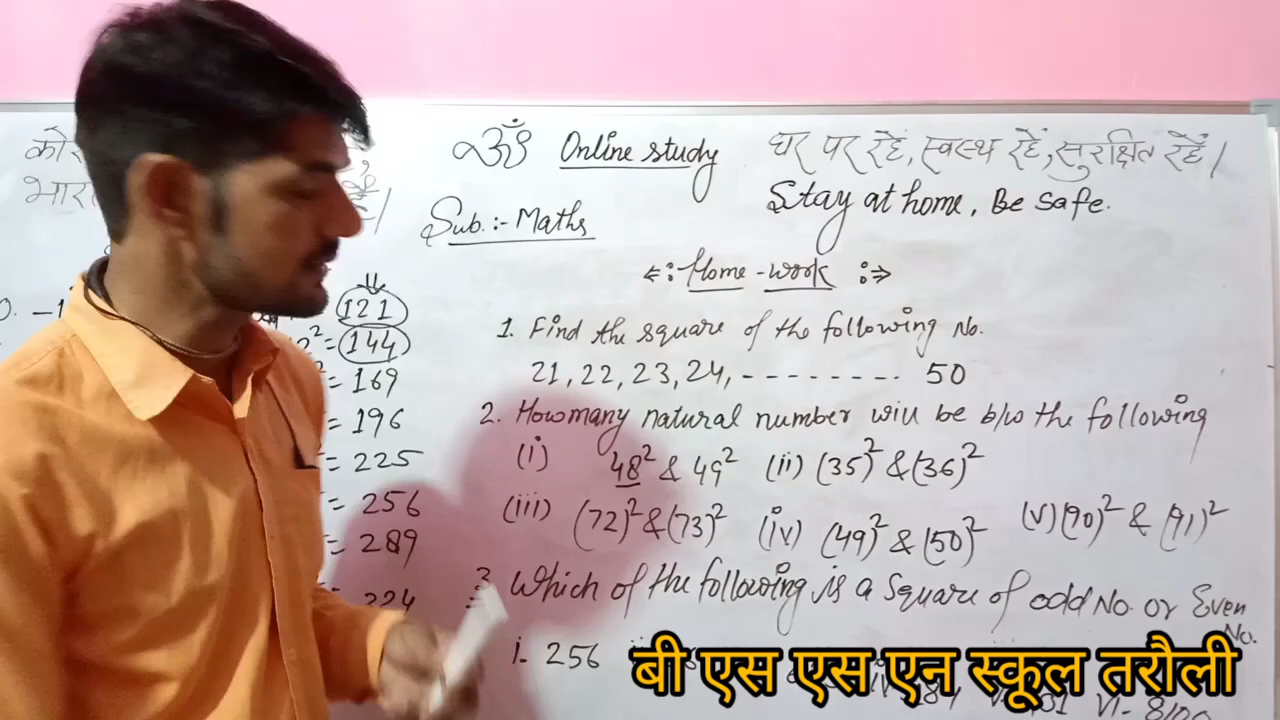 ॐ Online study
घर पर रहें, स्वस्थ रहें, सुरक्षित रहें।
Stay at home, Be safe.
Sub.:- Maths
⇐: Home-work :⇒
1. Find the square of the following No.
21, 22, 23, 24, - - - - - - - - 50
2. Howmany natural number will be b/w the following
(i) 48² & 49² (ii) (35)² & (36)²
(iii) (72)² & (73)² (iv) (49)² & (50)² (v) (90)² & (91)²
3 Which of the following is a square of odd No. or Even No.
i. 256
121
= 144
= 169
= 196
= 225
= 256
= 289
बी एस एस एन स्कूल तरौली